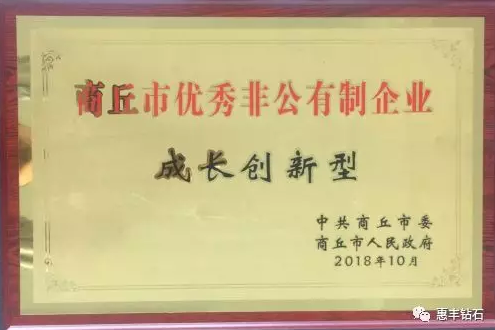 商丘市优秀非公有制企业
成长创新型
中共商丘市委
商丘市人民政府
2018年10月
惠丰钻石